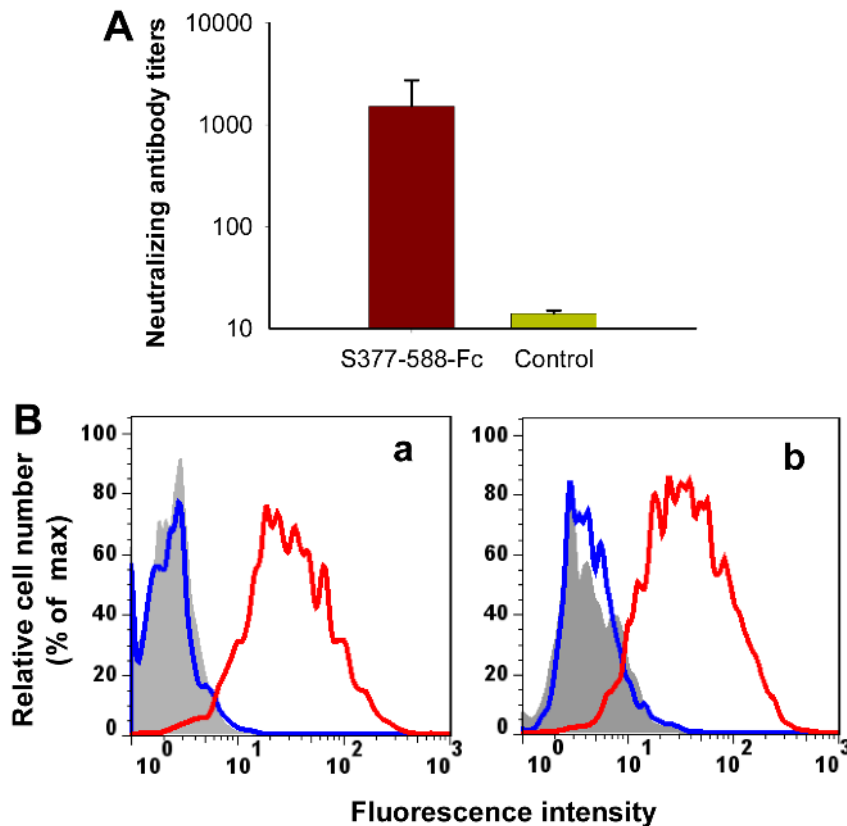 A
Neutralizing antibody titers
10000
1000
100
10
S377-588-Fc Control
B
Relative cell number
(% of max)
100
80
60
40
20
0
a
10 0 10 1 10 2 10 3
100
80
60
40
20
0
b
10 0 10 1 10 2 10 3
Fluorescence intensity